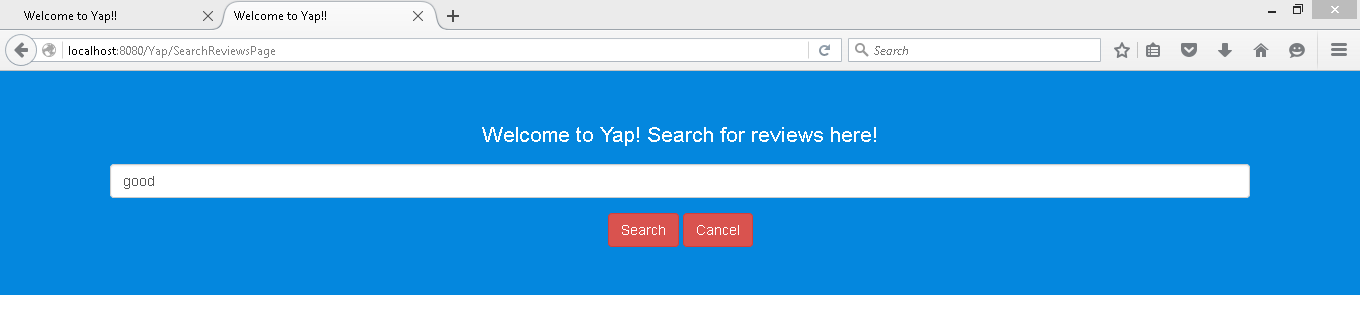 Welcome to Yap!! Welcome to Yap!!
localhost:8080/Yap/SearchReviewsPage Search
Welcome to Yap! Search for reviews here!
good
Search Cancel